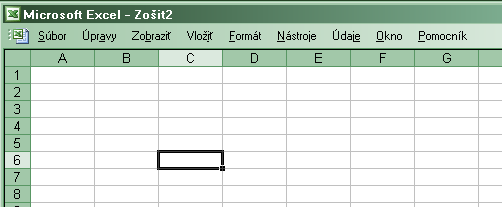 Microsoft Excel - Zošit2
Súbor Úpravy Zobraziť Vložiť Formát Nástroje Údaje Okno Pomocník
A B C D E F G
1
2
3
4
5
6
7
8